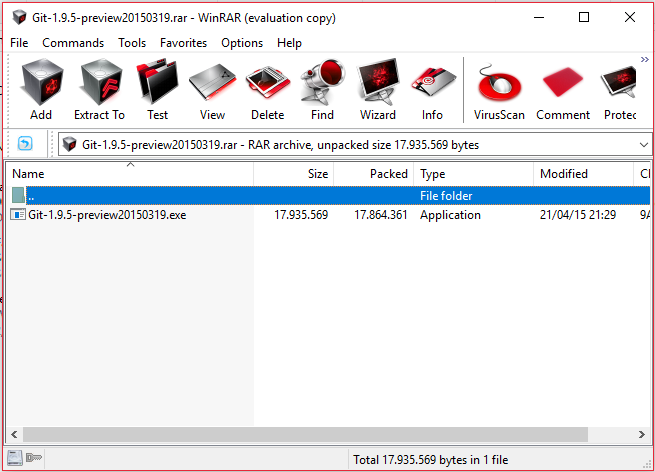 Git-1.9.5-preview20150319.rar - WinRAR (evaluation copy)
File Commands Tools Favorites Options Help
Add Extract To Test View Delete Find Wizard Info VirusScan Comment Protec
Git-1.9.5-preview20150319.rar - RAR archive, unpacked size 17.935.569 bytes
Name Size Packed Type Modified
.. File folder
Git-1.9.5-preview20150319.exe 17.935.569 17.864.361 Application 21/04/15 21:29 9A
Total 17.935.569 bytes in 1 file